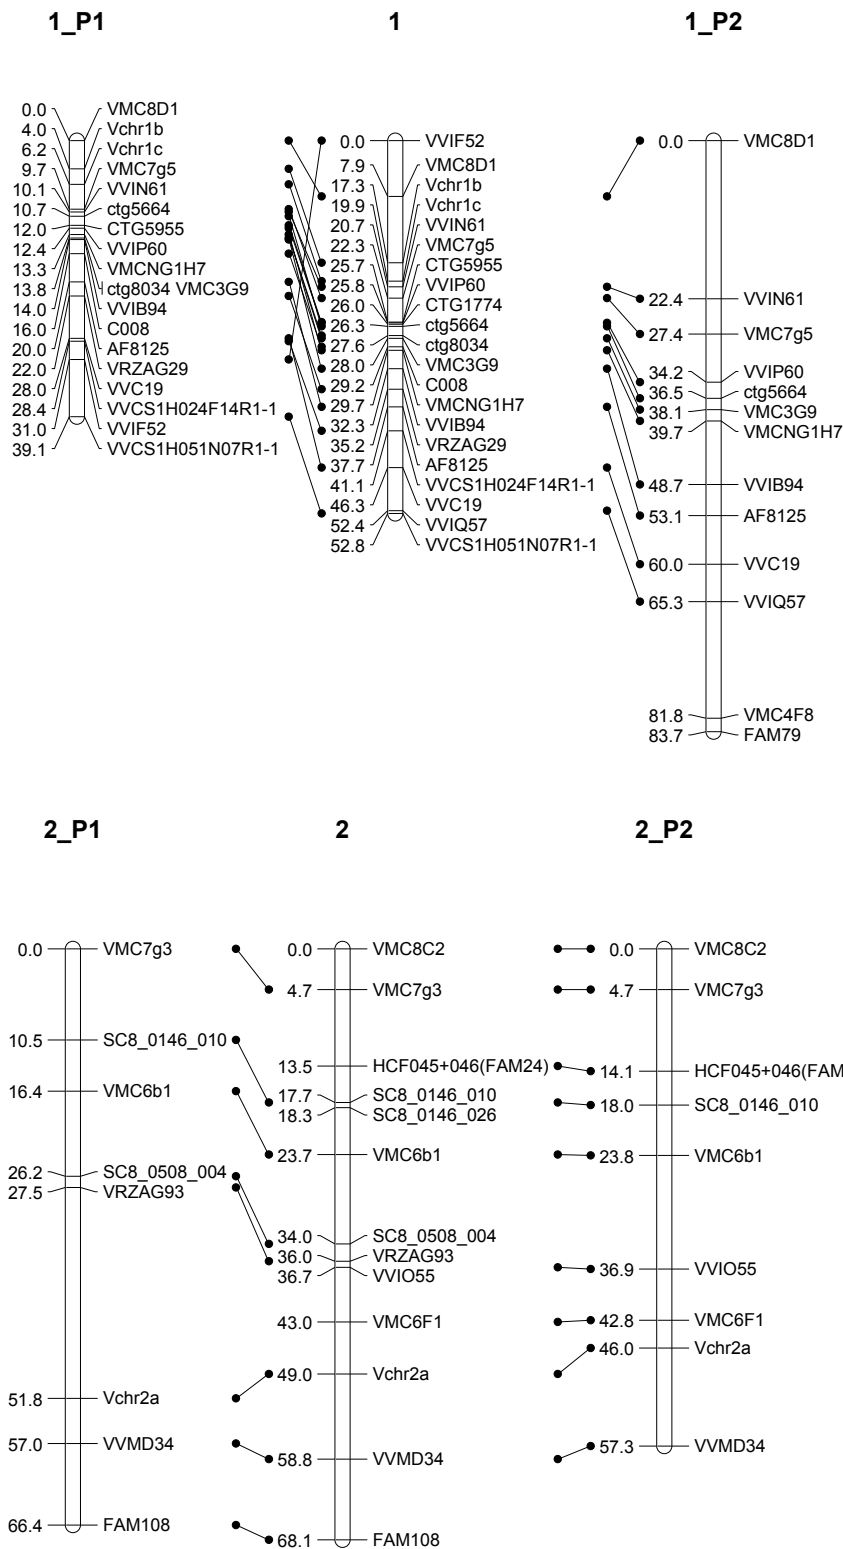 1_P1
0.0 VMC8D1
4.0 Vchr1b
6.2 Vchr1c
9.7 VMC7g5
10.1 VVIN61
10.7 ctg5664
12.0 CTG5955
12.4 VVIP60
13.3 VMCNG1H7
13.8 ctg8034 VMC3G9
14.0 VVIB94
16.0 C008
20.0 AF8125
22.0 VRZAG29
28.0 VVC19
28.4 VVCS1H024F14R1-1
31.0 VVIF52
39.1 VVCS1H051N07R1-1
1
0.0 VVIF52
7.9 VMC8D1
17.3 Vchr1b
19.9 Vchr1c
20.7 VVIN61
22.3 VMC7g5
25.7 CTG5955
25.8 VVIP60
26.0 CTG1774
26.3 ctg5664
27.6 ctg8034
28.0 VMC3G9
29.2 C008
29.7 VMCNG1H7
32.3 VVIB94
35.2 VRZAG29
37.7 AF8125
41.1 VVCS1H024F14R1-1
46.3 VVC19
52.4 VVIQ57
52.8 VVCS1H051N07R1-1
1_P2
0.0 VMC8D1
22.4 VVIN61
27.4 VMC7g5
34.2 VVIP60
36.5 ctg5664
38.1 VMC3G9
39.7 VMCNG1H7
48.7 VVIB94
53.1 AF8125
60.0 VVC19
65.3 VVIQ57
81.8 VMC4F8
83.7 FAM79
2_P1
0.0 VMC7g3
10.5 SC8_0146_010
16.4 VMC6b1
26.2 SC8_0508_004
27.5 VRZAG93
51.8 Vchr2a
57.0 VVMD34
66.4 FAM108
2
0.0 VMC8C2
4.7 VMC7g3
13.5 HCF045+046(FAM24)
17.7 SC8_0146_010
18.3 SC8_0146_026
23.7 VMC6b1
34.0 SC8_0508_004
36.0 VRZAG93
36.7 VVIO55
43.0 VMC6F1
49.0 Vchr2a
58.8 VVMD34
68.1 FAM108
2_P2
0.0 VMC8C2
4.7 VMC7g3
14.1 HCF045+046(FAM
18.0 SC8_0146_010
23.8 VMC6b1
36.9 VVIO55
42.8 VMC6F1
46.0 Vchr2a
57.3 VVMD34